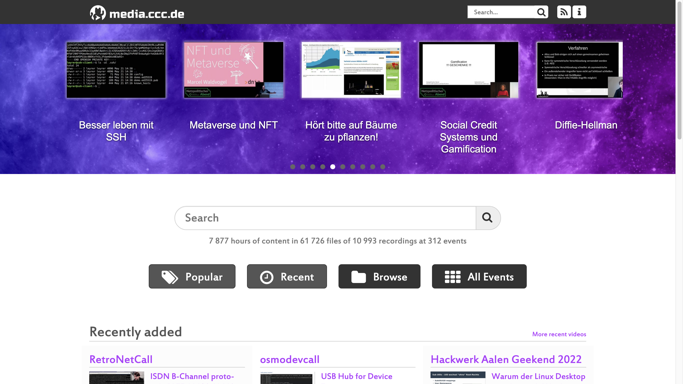 media.ccc.de
Search...
NFT und
Metaverse
Verfahren
Besser leben mit
SSH
Metaverse und NFT
Hört bitte auf Bäume
zu pflanzen!
Social Credit
Systems und
Gamification
Diffie-Hellman
Search
7 877 hours of content in 61 726 files of 10 993 recordings at 312 events
Popular
Recent
Browse
All Events
Recently added
More recent videos
RetroNetCall
osmodevcall
Hackwerk Aalen Geekend 2022
ISDN B-Channel proto-
USB Hub for Device
Warum der Linux Desktop